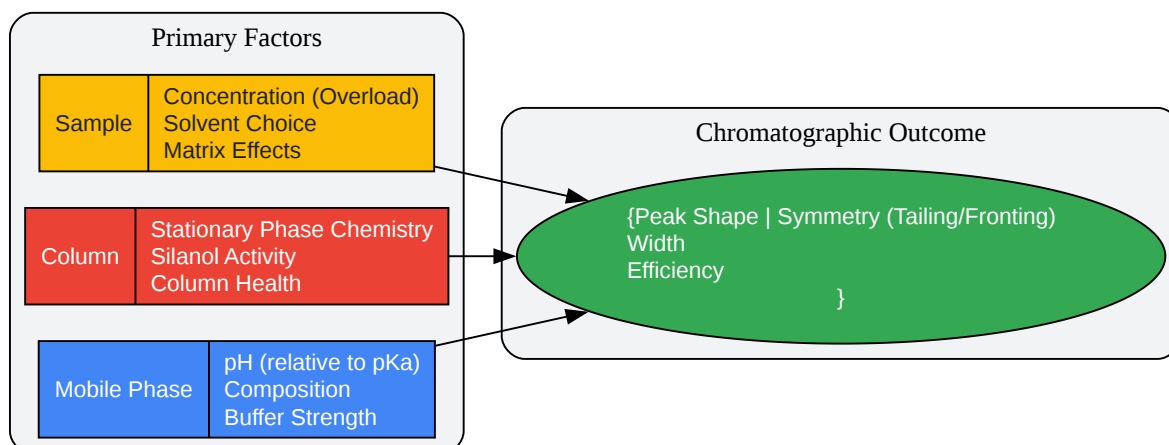 Primary Factors
Sample
Concentration (Overload)
Solvent Choice
Matrix Effects
Column
Stationary Phase Chemistry
Silanol Activity
Column Health
Mobile Phase
pH (relative to pKa)
Composition
Buffer Strength
Chromatographic Outcome
{Peak Shape | Symmetry (Tailing/Fronting)
Width
Efficiency
}